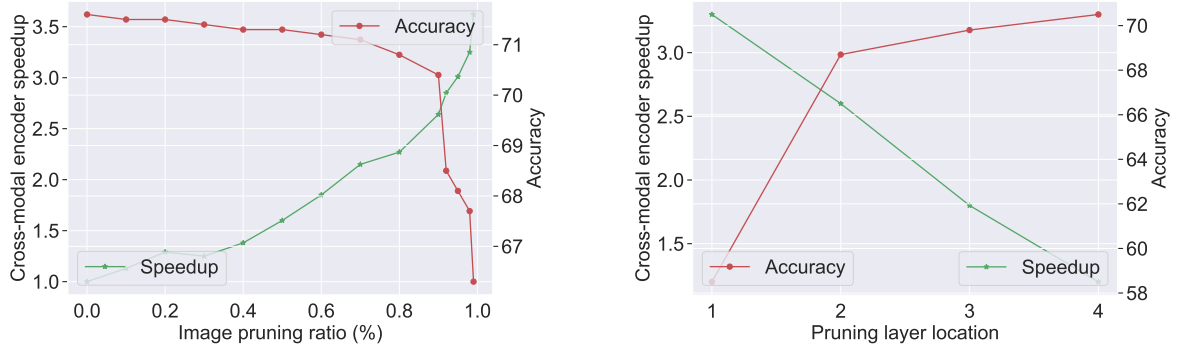 Cross-modal encoder speedup
3.5
3.0
2.5
2.0
1.5
1.0
Accuracy
Speedup
71
70
69
68
67
Accuracy
0.0 0.2 0.4 0.6 0.8 1.0
Image pruning ratio (%)
Cross-modal encoder speedup
3.0
2.5
2.0
1.5
Accuracy
Speedup
70
68
66
64
62
60
58
Accuracy
1 2 3 4
Pruning layer location